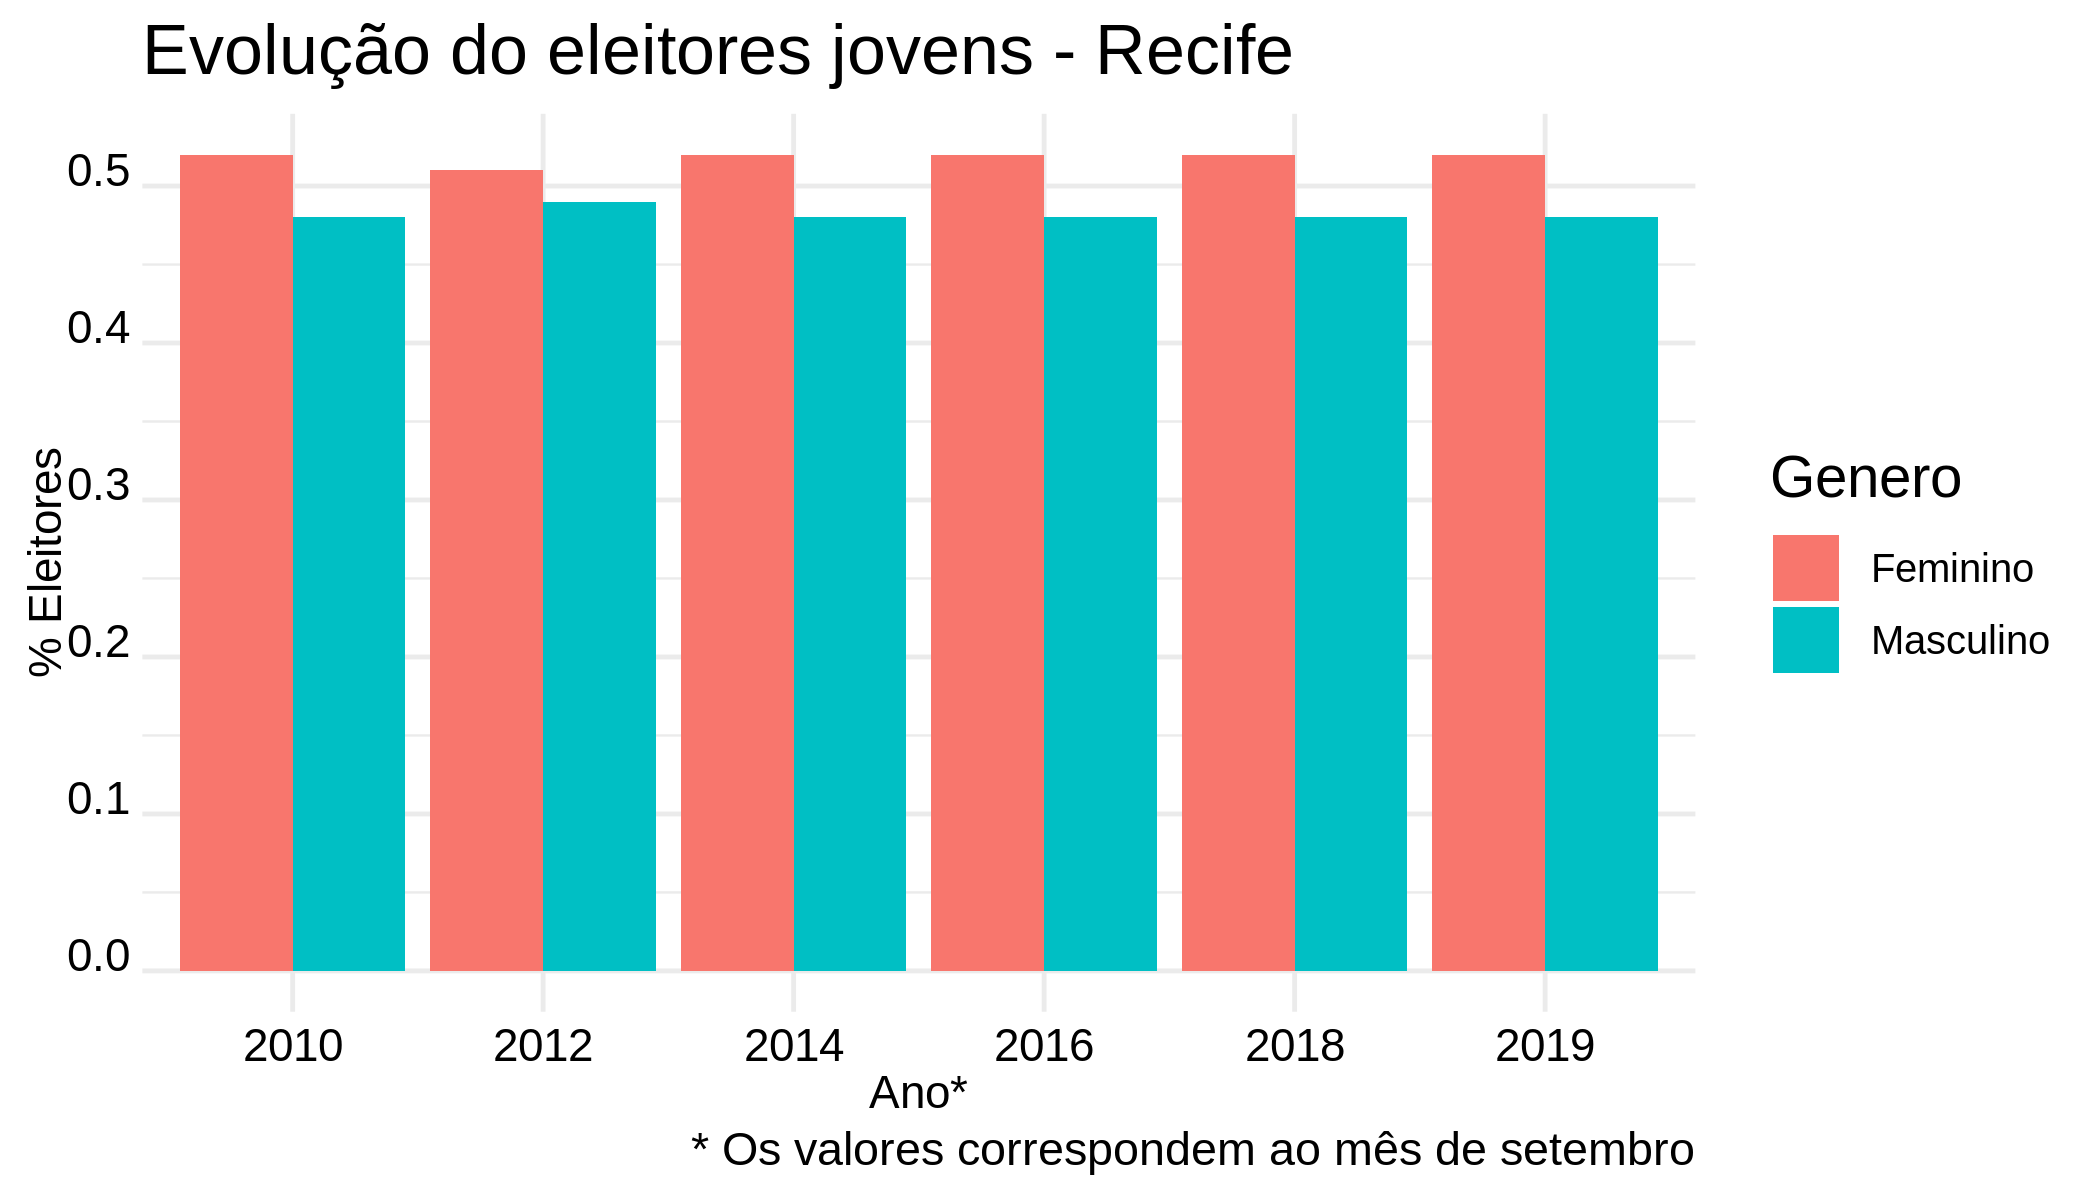 Evolução do eleitores jovens - Recife
% Eleitores
0.5
0.4
0.3
0.2
0.1
0.0
2010 2012 2014 2016 2018 2019
Ano*
* Os valores correspondem ao mês de setembro
Genero
Feminino
Masculino